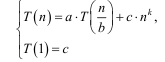 T(n) = a · T(n/b) + c · n^k,
T(1) = c